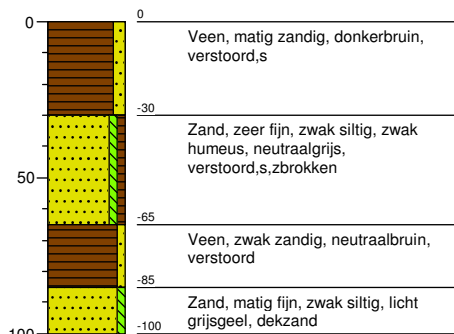 0
0
Veen, matig zandig, donkerbruin,
verstoord,s
-30
Zand, zeer fijn, zwak siltig, zwak
humeus, neutraalgrijs,
verstoord,s,zbrokken
50
-65
Veen, zwak zandig, neutraalbruin,
verstoord
-85
Zand, matig fijn, zwak siltig, licht
grijsgeel, dekzand
100
-100